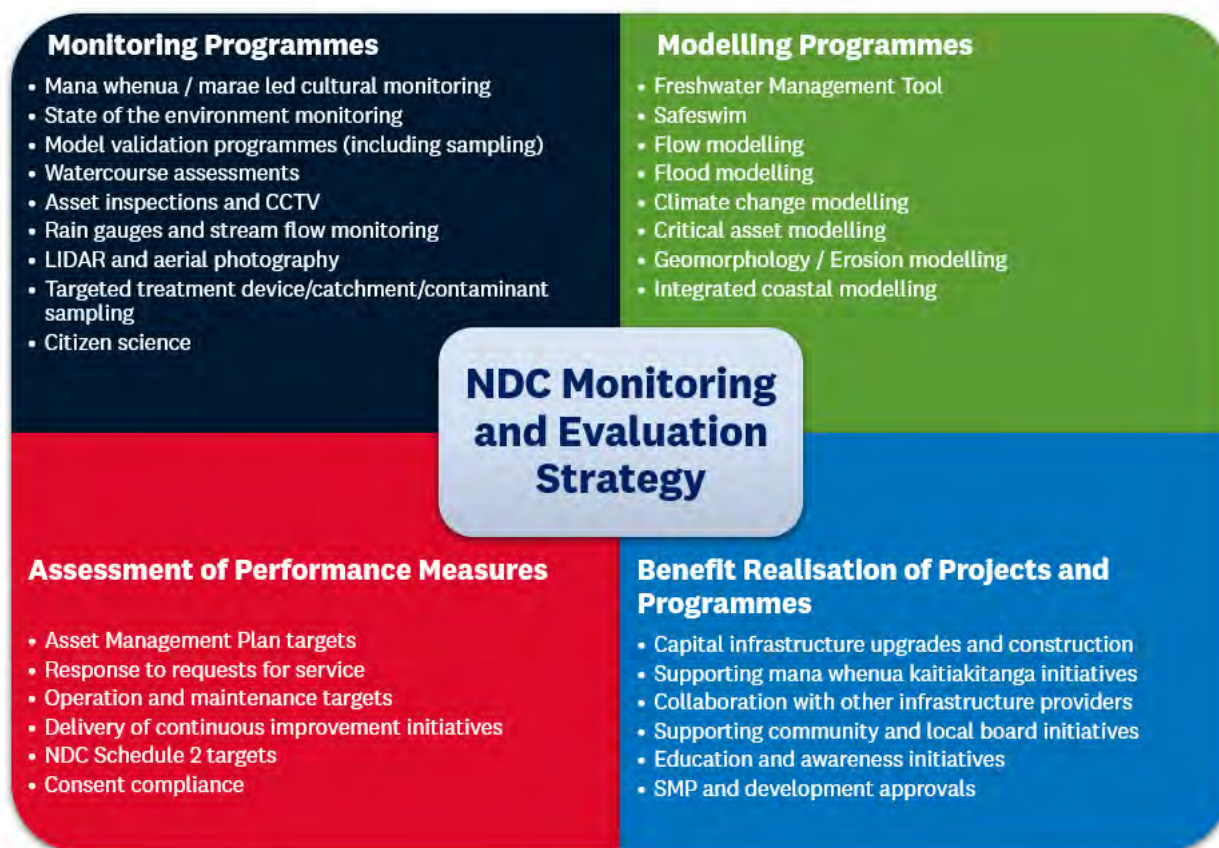 Monitoring Programmes
• Mana whenua / marae led cultural monitoring
• State of the environment monitoring
• Model validation programmes (including sampling)
• Watercourse assessments
• Asset inspections and CCTV
• Rain gauges and stream flow monitoring
• LIDAR and aerial photography
• Targeted treatment device/catchment/contaminant
sampling
• Citizen science
Modelling Programmes
• Freshwater Management Tool
• Safeswim
• Flow modelling
• Flood modelling
• Climate change modelling
• Critical asset modelling
• Geomorphology / Erosion modelling
• Integrated coastal modelling
NDC Monitoring
and Evaluation
Strategy
Assessment of Performance Measures
• Asset Management Plan targets
• Response to requests for service
• Operation and maintenance targets
• Delivery of continuous improvement initiatives
• NDC Schedule 2 targets
• Consent compliance
Benefit Realisation of Projects and
Programmes
• Capital infrastructure upgrades and construction
• Supporting mana whenua kaitiakitanga initiatives
• Collaboration with other infrastructure providers
• Supporting community and local board initiatives
• Education and awareness initiatives
• SMP and development approvals